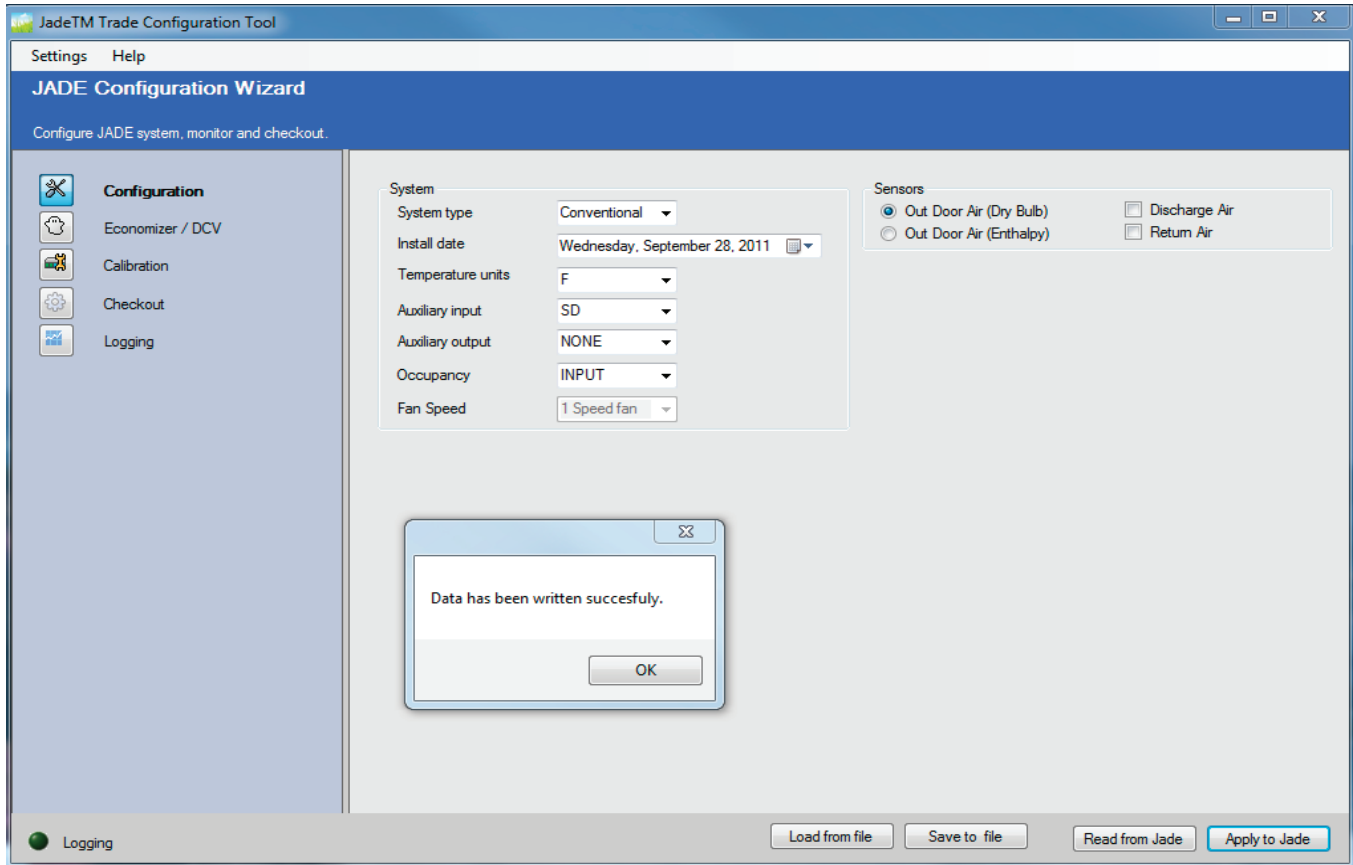 JadeTM Trade Configuration Tool
Settings Help
JADE Configuration Wizard
Configure JADE system, monitor and checkout.
Configuration
Economizer / DCV
Calibration
Checkout
Logging
System
System type Conventional
Install date Wednesday, September 28, 2011
Temperature units F
Auxiliary input SD
Auxiliary output NONE
Occupancy INPUT
Fan Speed 1 Speed fan
Sensors
Out Door Air (Dry Bulb) Discharge Air
Out Door Air (Enthalpy) Return Air
Data has been written succesfuly.
OK
Logging Load from file Save to file Read from Jade Apply to Jade